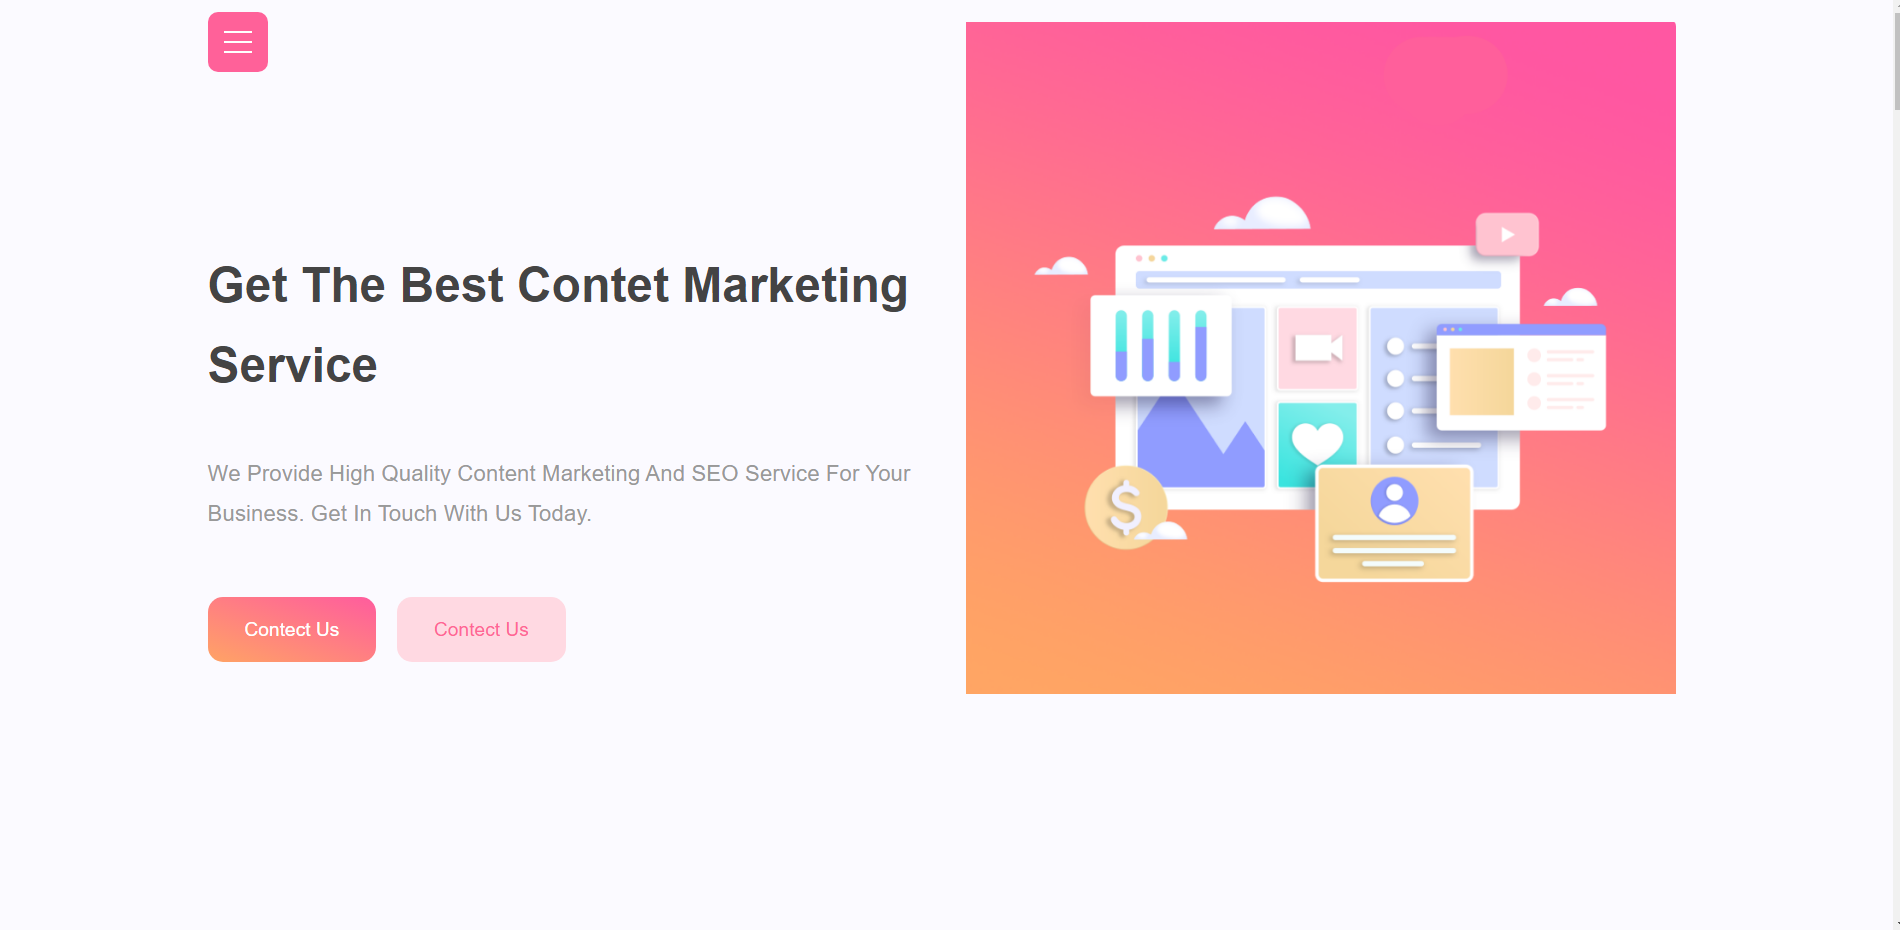 Get The Best Contet Marketing
Service
We Provide High Quality Content Marketing And SEO Service For Your
Business. Get In Touch With Us Today.
Contect Us
Contect Us
$